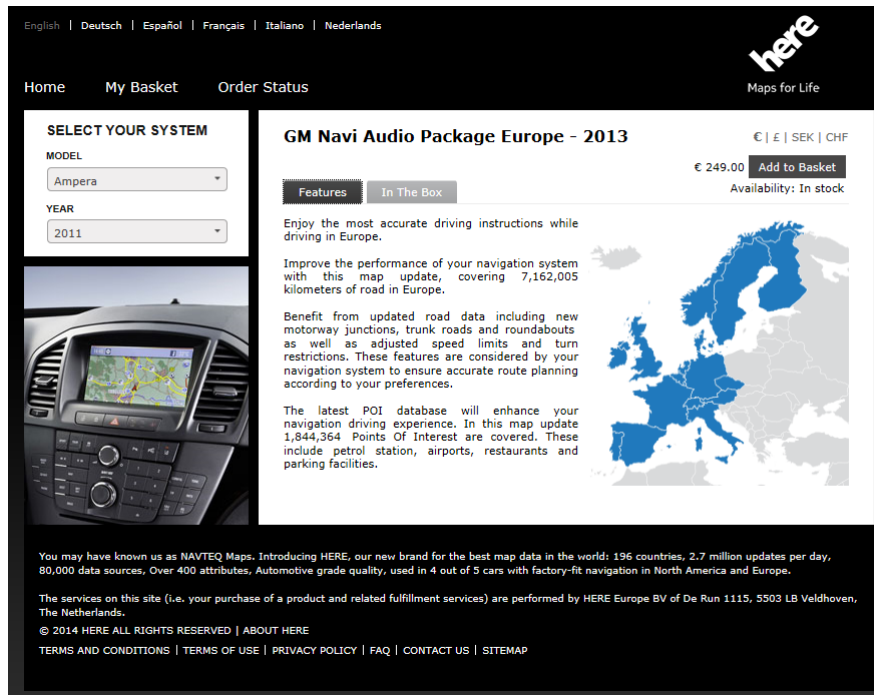 English | Deutsch | Español | Français | Italiano | Nederlands
here
Maps for Life
Home My Basket Order Status
SELECT YOUR SYSTEM
MODEL
Ampera
YEAR
2011
GM Navi Audio Package Europe - 2013
€ | £ | SEK | CHF
€ 249.00 Add to Basket
Availability: In stock
Features In The Box
Enjoy the most accurate driving instructions while
driving in Europe.
Improve the performance of your navigation system
with this map update, covering 7,162,005
kilometers of road in Europe.
Benefit from updated road data including new
motorway junctions, trunk roads and roundabouts
as well as adjusted speed limits and turn
restrictions. These features are considered by your
navigation system to ensure accurate route planning
according to your preferences.
The latest POI database will enhance your
navigation driving experience. In this map update
1,844,364 Points Of Interest are covered. These
include petrol station, airports, restaurants and
parking facilities.
You may have known us as NAVTEQ Maps. Introducing HERE, our new brand for the best map data in the world: 196 countries, 2.7 million updates per day,
80,000 data sources, Over 400 attributes, Automotive grade quality, used in 4 out of 5 cars with factory-fit navigation in North America and Europe.
The services on this site (i.e. your purchase of a product and related fulfillment services) are performed by HERE Europe BV of De Run 1115, 5503 LB Veldhoven,
The Netherlands.
© 2014 HERE ALL RIGHTS RESERVED | ABOUT HERE
TERMS AND CONDITIONS | TERMS OF USE | PRIVACY POLICY | FAQ | CONTACT US | SITEMAP